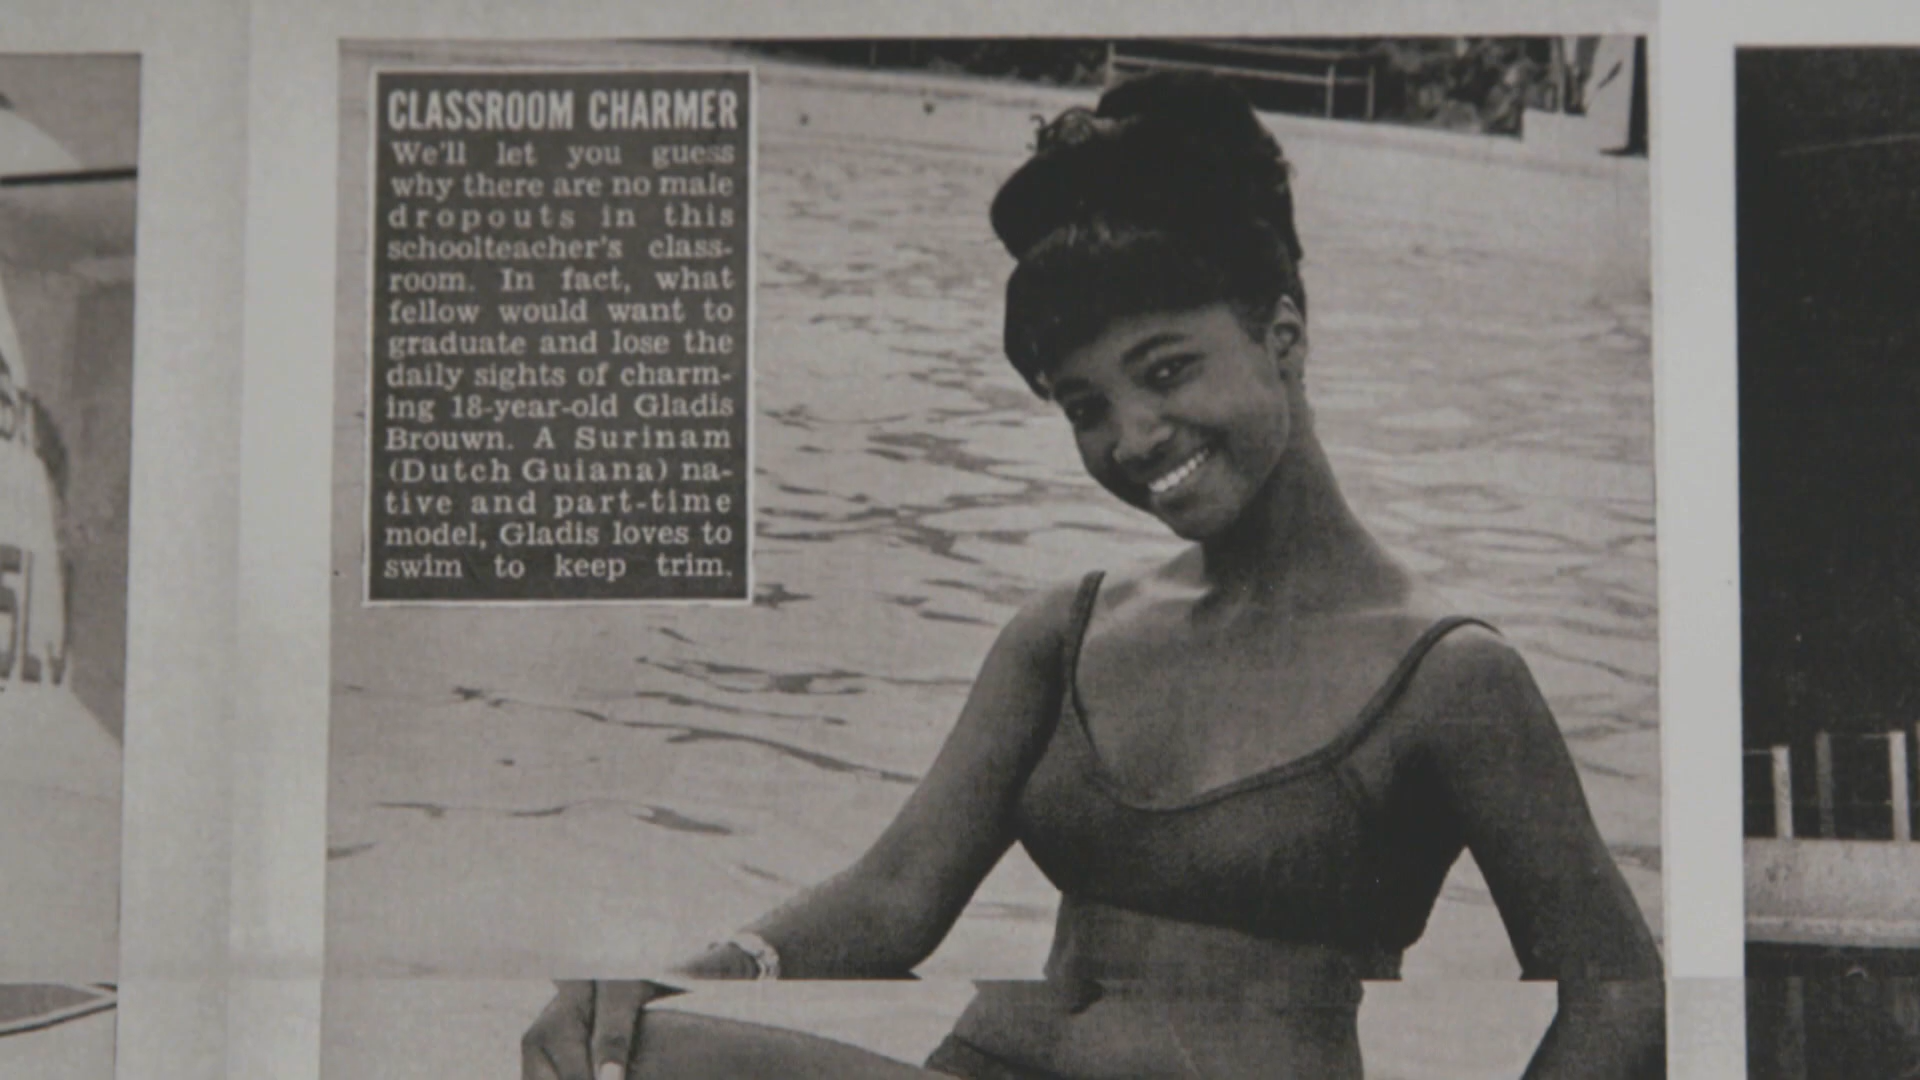 CLASSROOM CHARMER
We'll let you guess
why there are no male
dropouts in this
schoolteacher's class-
room. In fact, what
fellow would want to
graduate and lose the
daily sights of charm-
ing 18-year-old Gladis
Brouwn. A Surinam
(Dutch Guiana) na-
tive and part-time
model, Gladis loves to
swim to keep trim.